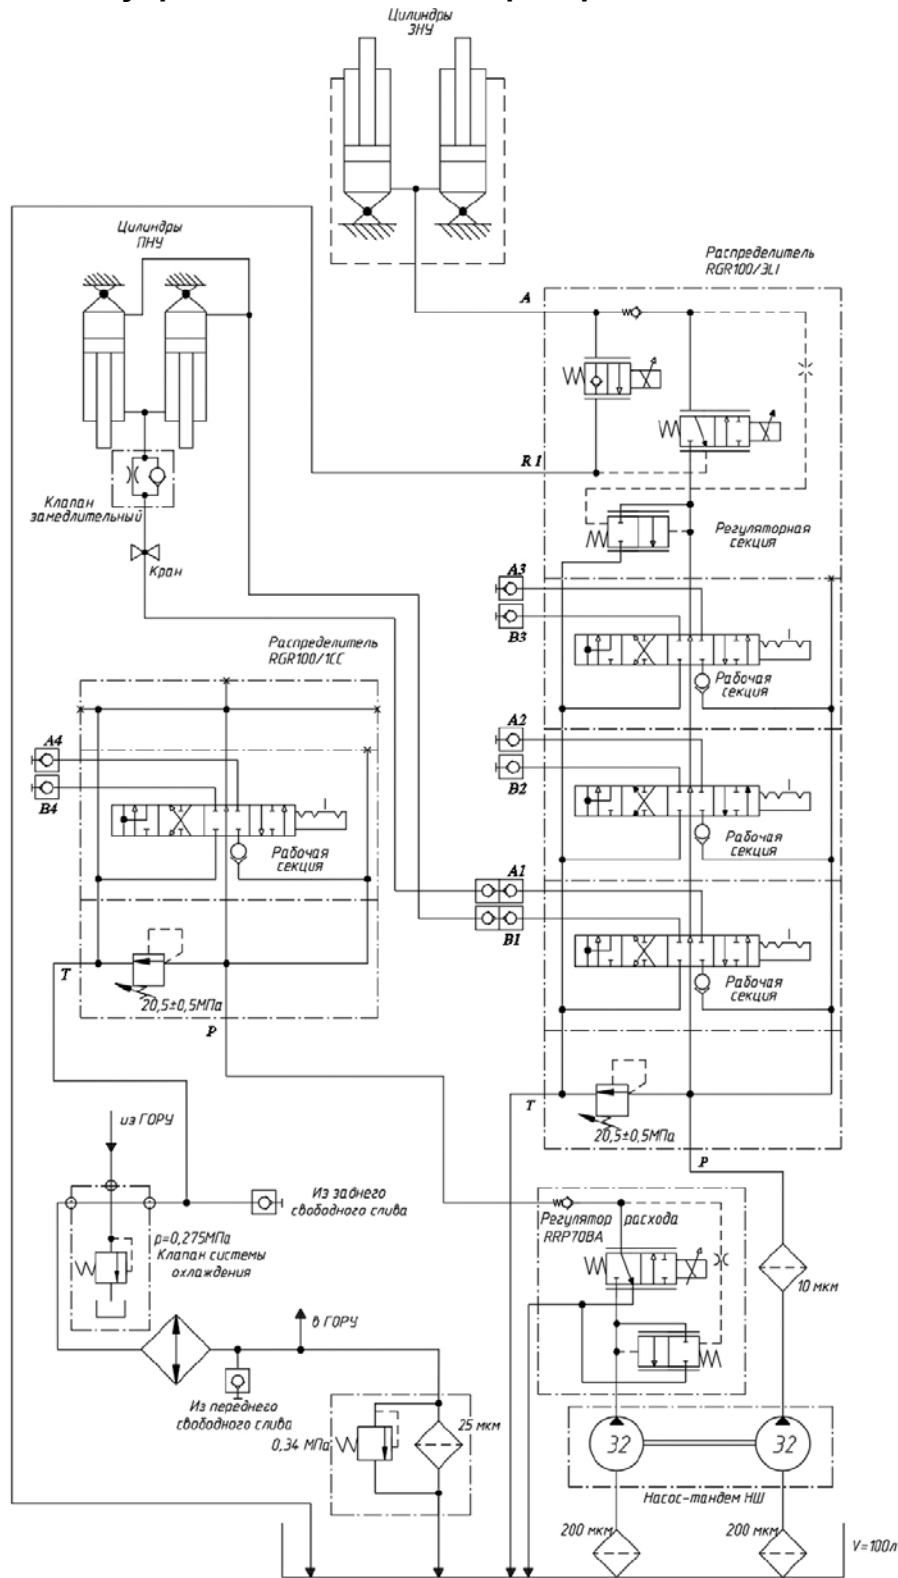 Цилиндры
ЗНУ
Цилиндры
ПНУ
Распределитель
RGR100/3LI
A
R1
Клапан
замедлительный
Кран
Регуляторная
секция
A3
B3
Рабочая
секция
Распределитель
RGR100/1CC
A2
B2
Рабочая
секция
A4
B4
Рабочая
секция
A1
B1
Рабочая
секция
T
20,5±0,5МПа
P
T
20,5±0,5МПа
P
из ГОРУ
Из заднего
свободного слива
р=0,275МПа
Клапан системы
охлаждения
Регулятор расхода
RRP70BA
10 мкм
в ГОРУ
Из переднего
свободного слива
0,34 МПа
25 мкм
32
32
Насос-тандем НШ
200 мкм
200 мкм
V=100л